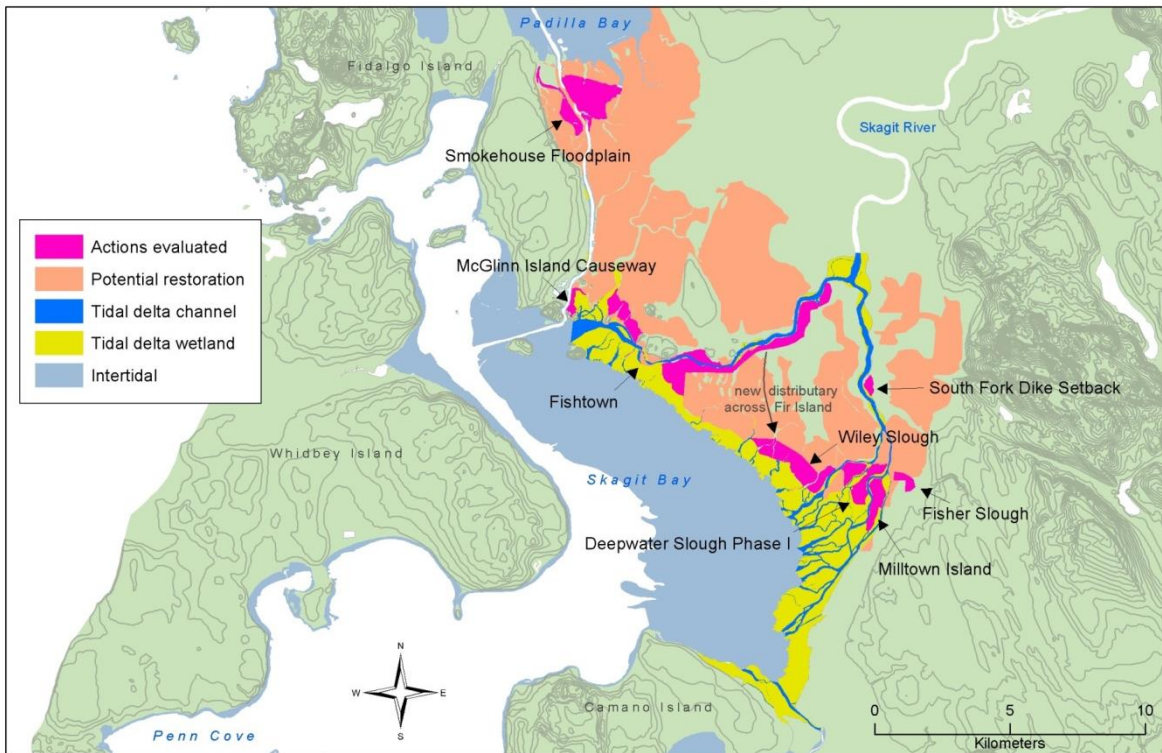 Padilla Bay
Fidalgo Island
Skagit River
Smokehouse Floodplain
Actions evaluated
Potential restoration
Tidal delta channel
Tidal delta wetland
Intertidal
McGlinn Island Causeway
South Fork Dike Setback
new distributary
across Fir Island
Fishtown
Wiley Slough
Whidbey Island
Skagit Bay
Fisher Slough
Deepwater Slough Phase I
Milltown Island
N
W E
S
Camano Island
Penn Cove
0 5 10
Kilometers